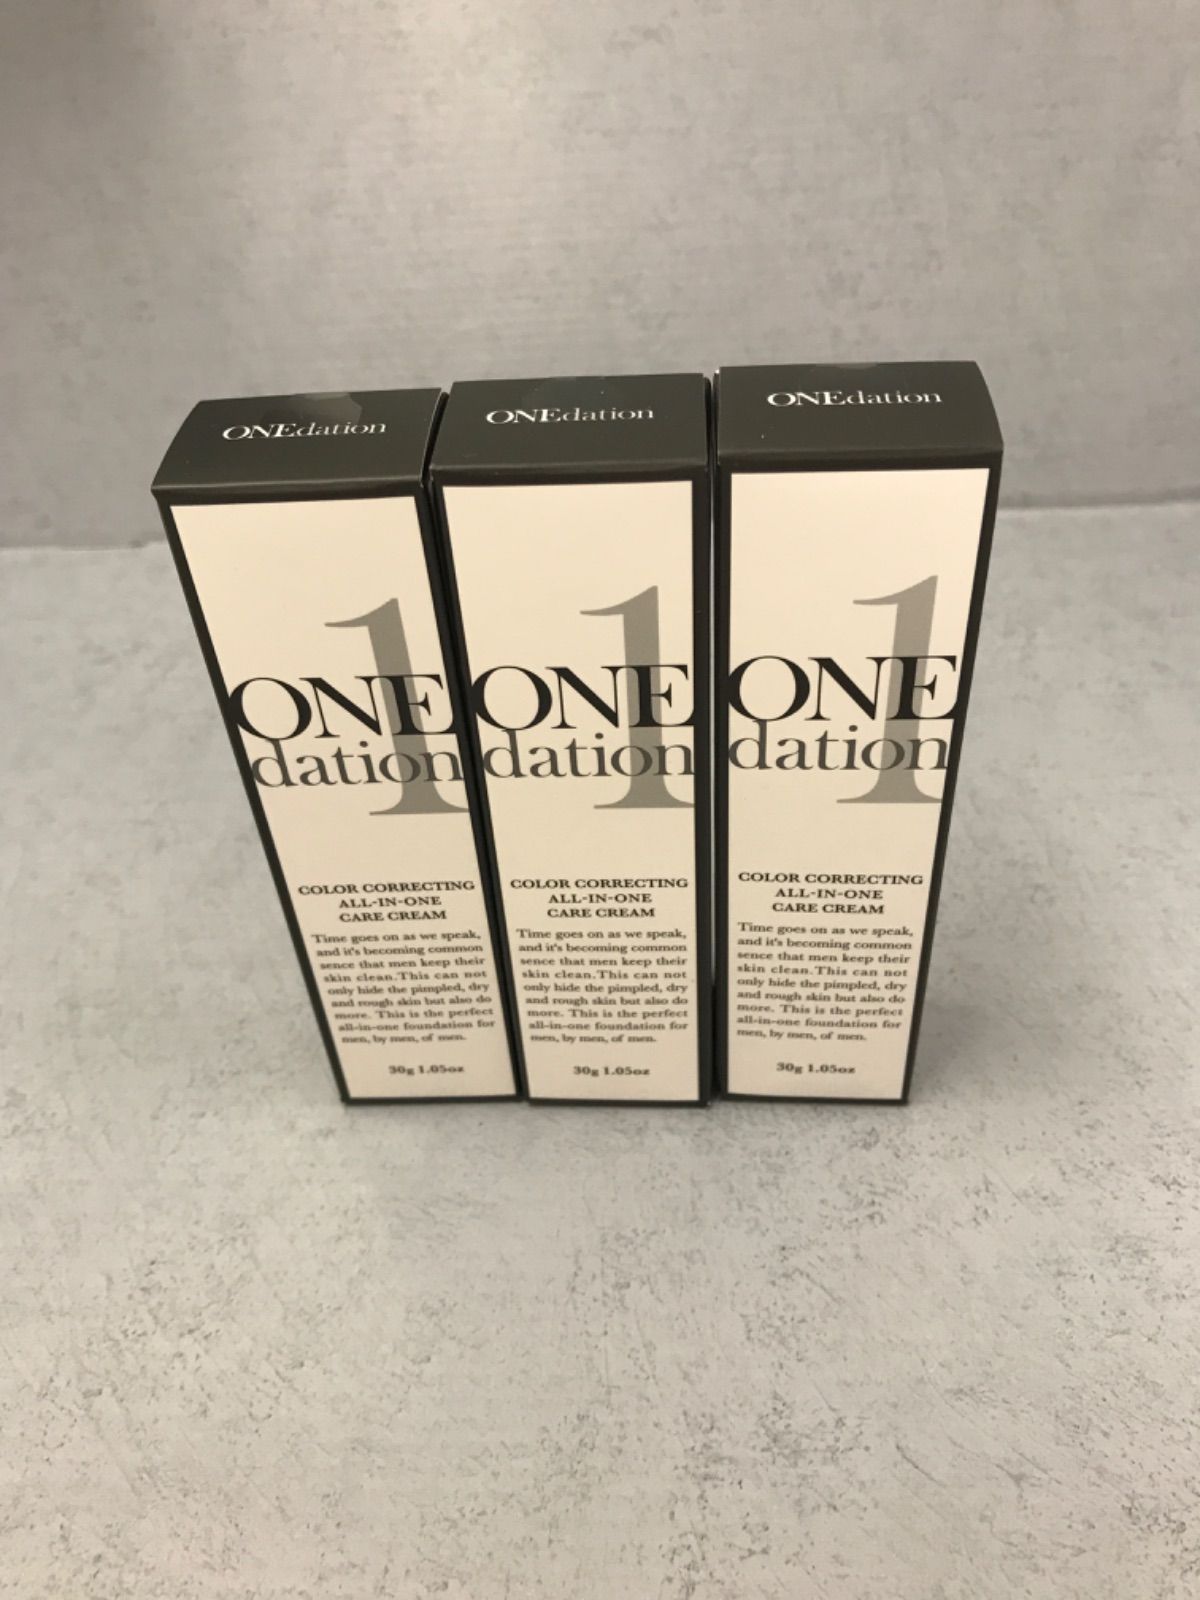 ONEdation
ONEdation
ONEdation
1
ONE
dation
COLOR CORRECTING
ALL-IN-ONE
CARE CREAM
Time goes on as we speak,
and it's becoming common
sence that men keep their
skin clean.This can not
only hide the pimpled, dry
and rough skin but also do
more. This is the perfect
all-in-one foundation for
men, by men, of men.
30g 1.05oz
1
ONE
dation
COLOR CORRECTING
ALL-IN-ONE
CARE CREAM
Time goes on as we speak,
and it's becoming common
sence that men keep their
skin clean.This can not
only hide the pimpled, dry
and rough skin but also do
more. This is the perfect
all-in-one foundation for
men, by men, of men.
30g 1.05oz
1
ONE
dation
COLOR CORRECTING
ALL-IN-ONE
CARE CREAM
Time goes on as we speak,
and it's becoming common
sence that men keep their
skin clean.This can not
only hide the pimpled, dry
and rough skin but also do
more. This is the perfect
all-in-one foundation for
men, by men, of men.
30g 1.05oz